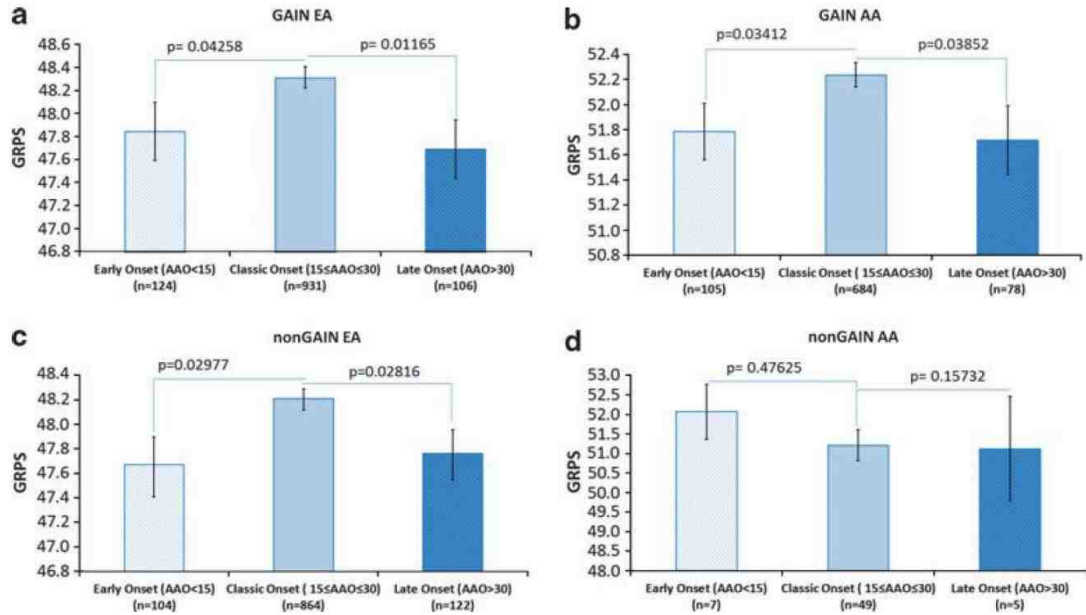 a
GAIN EA
p= 0.04258
p= 0.01165
GRPS
48.6
48.4
48.2
48.0
47.8
47.6
47.4
47.2
47.0
46.8
Early Onset (AAO<15)
(n=124)
Classic Onset (15≤AAO≤30)
(n=931)
Late Onset (AAO>30)
(n=106)
b
GAIN AA
p=0.03412
p=0.03852
GRPS
52.4
52.2
52.0
51.8
51.6
51.4
51.2
51.0
50.8
Early Onset (AAO<15)
(n=105)
Classic Onset ( 15≤AAO≤30)
(n=684)
Late Onset (AAO>30)
(n=78)
c
nonGAIN EA
p=0.02977
p=0.02816
GRPS
48.4
48.2
48.0
47.8
47.6
47.4
47.2
47.0
46.8
Early Onset (AAO<15)
(n=104)
Classic Onset ( 15≤AAO≤30)
(n=864)
Late Onset (AAO>30)
(n=122)
d
nonGAIN AA
p= 0.47625
p= 0.15732
GRPS
53.0
52.5
52.0
51.5
51.0
50.5
50.0
49.5
49.0
48.5
48.0
Early Onset (AAO<15)
(n=7)
Classic Onset ( 15≤AAO≤30)
(n=49)
Late Onset (AAO>30)
(n=5)